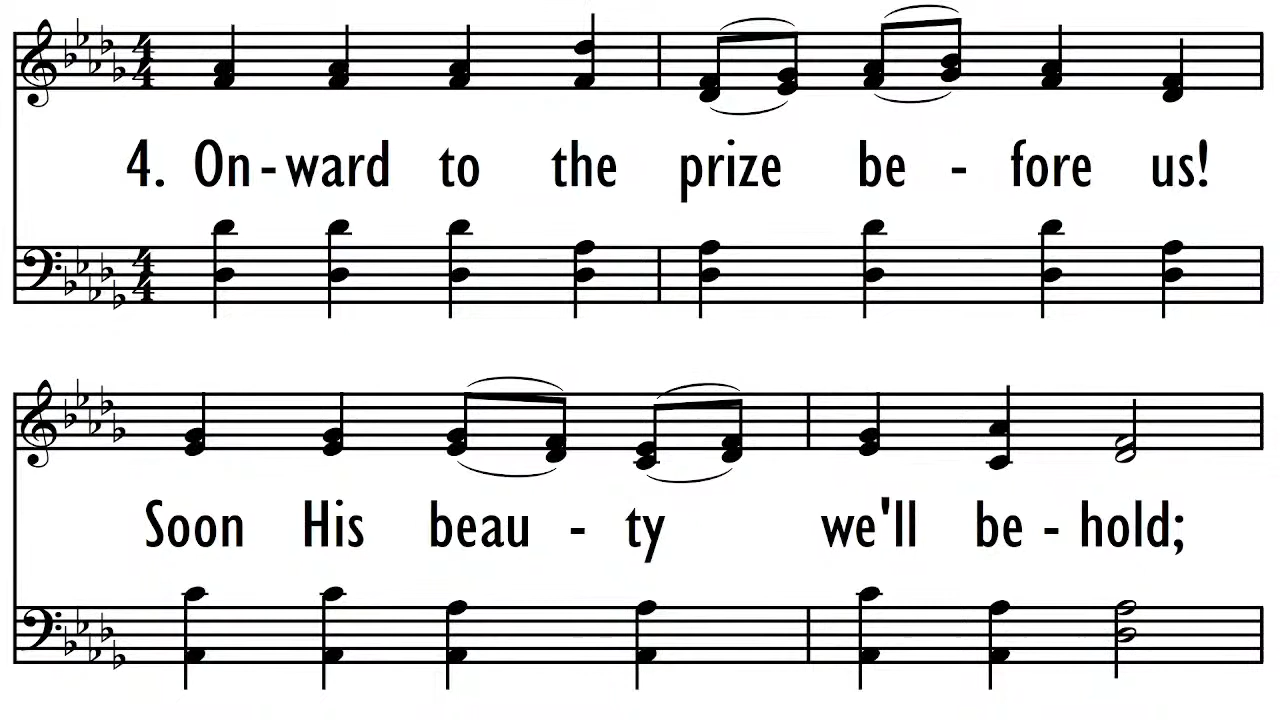 4. On - ward to the prize be - fore us!
Soon His beau - ty we'll be - hold;